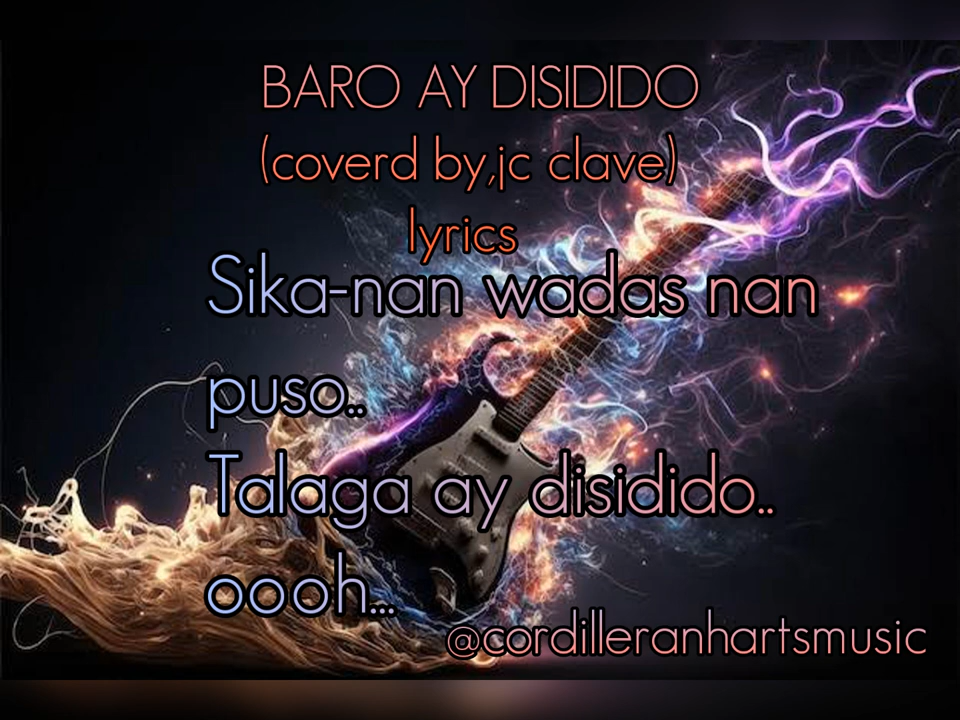 BARO AY DISIDIDO
(coverd by,jc clave)
lyrics
Sika-nan wadas nan
puso..
Talaga ay disidido..
oooh...
@cordilleranhartsmusic